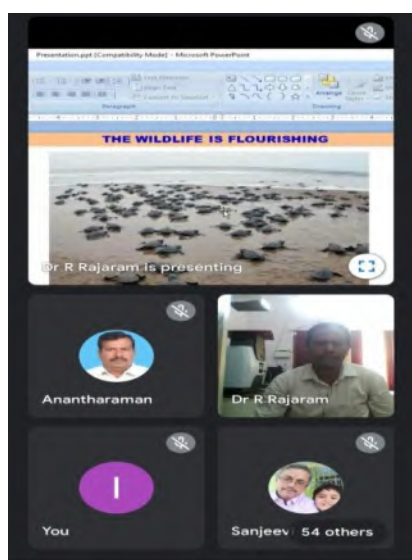 Presentation.ppt [Compatibility Mode] - Microsoft PowerPoint
Paragraph
Arrange
Drawing
THE WILDLIFE IS FLOURISHING
Dr R Rajaram is presenting
Anantharaman
Dr R Rajaram
I
You
Sanjeev
54 others